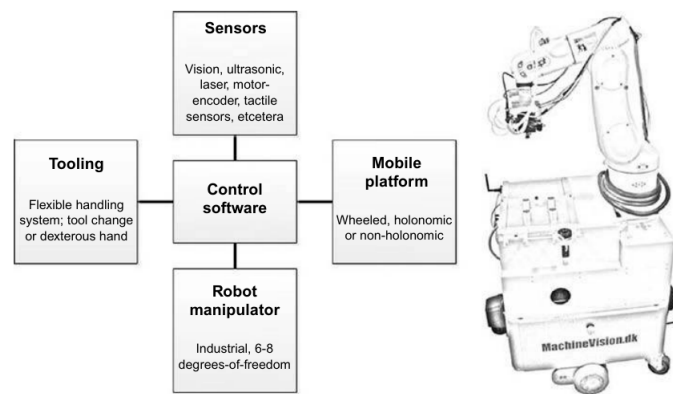 Sensors
Vision, ultrasonic,
laser, motor-
encoder, tactile
sensors, etcetera
Tooling
Flexible handling
system; tool change
or dexterous hand
Control
software
Mobile
platform
Wheeled, holonomic
or non-holonomic
Robot
manipulator
Industrial, 6-8
degrees-of-freedom
MachineVision.dk